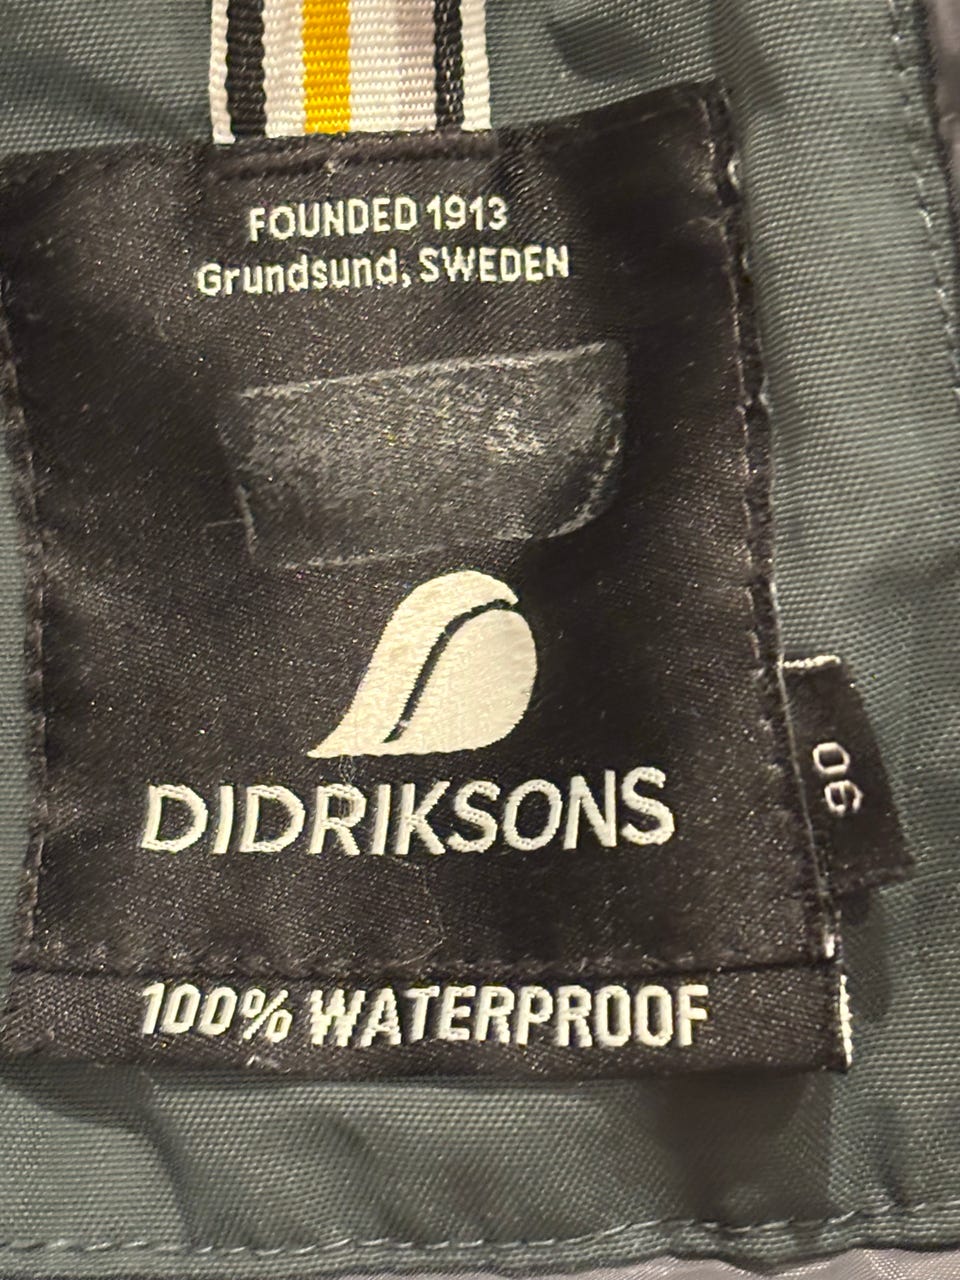 FOUNDED 1913
Grundsund, SWEDEN
DIDRIKSONS
90
100% WATERPROOF